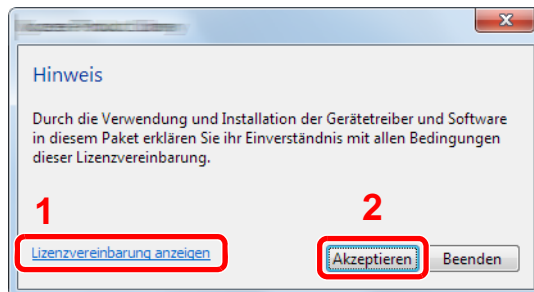 Hinweis
Durch die Verwendung und Installation der Gerätetreiber und Software
in diesem Paket erklären Sie ihr Einverständnis mit allen Bedingungen
dieser Lizenzvereinbarung.
1
2
Lizenzvereinbarung anzeigen
Akzeptieren
Beenden